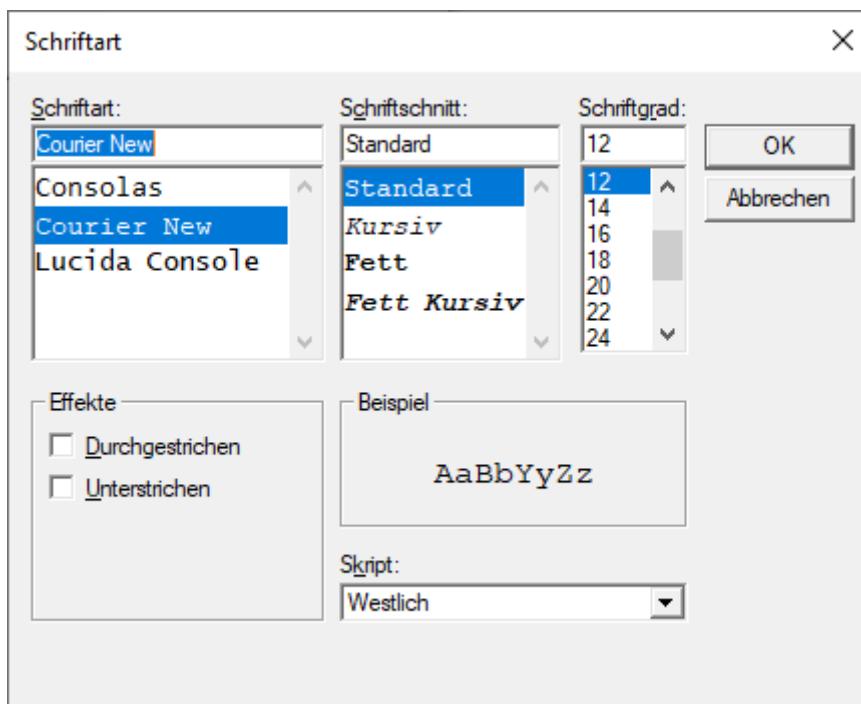 Schriftart
Schriftart:
Courier New
Consolas
Courier New
Lucida Console
Schriftschnitt:
Standard
Standard
Kursiv
Fett
Fett Kursiv
Schriftgrad:
12
12
14
16
18
20
22
24
OK
Abbrechen
Effekte
Durchgestrichen
Unterstrichen
Beispiel
AaBbYyZz
Skript:
Westlich